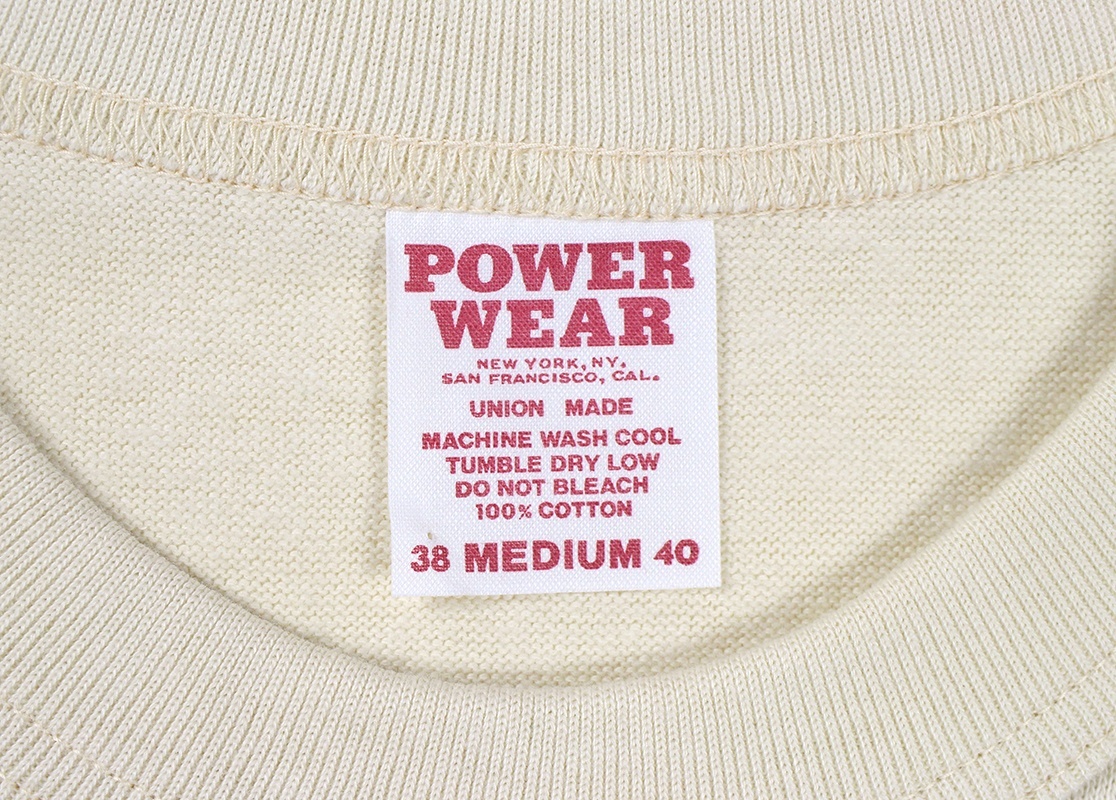 POWER
WEAR
NEW YORK, NY.
SAN FRANCISCO, CAL.
UNION MADE
MACHINE WASH COOL
TUMBLE DRY LOW
DO NOT BLEACH
100% COTTON
38 MEDIUM 40